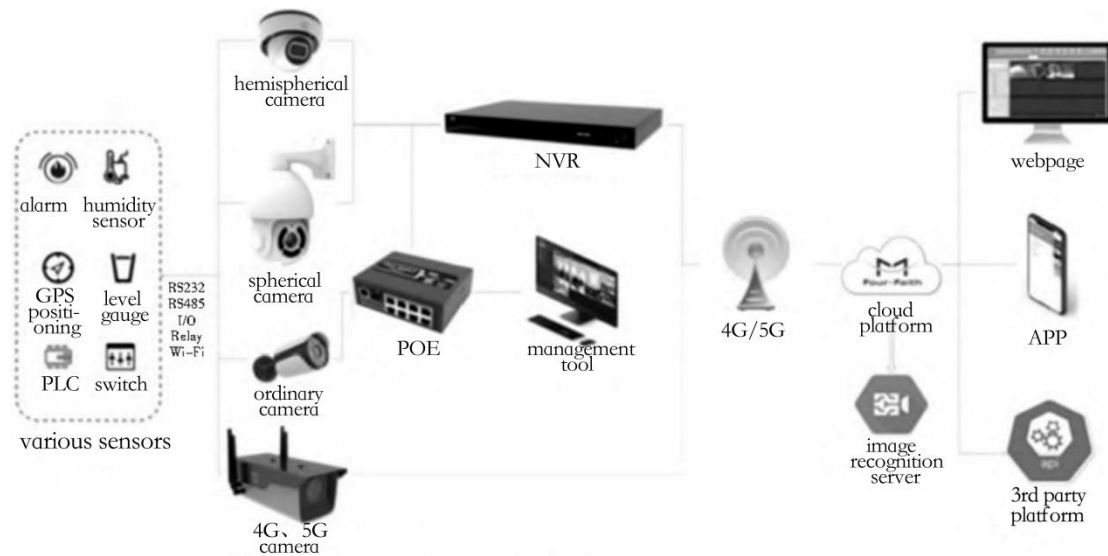 hemispherical
camera
NVR
webpage
alarm
humidity
sensor
spherical
camera
GPS
positi-
oning
level
gauge
RS232
RS485
I/O
Relay
Wi-Fi
POE
management
tool
4G/5G
Four-Faith
cloud
platform
APP
PLC
switch
ordinary
camera
various sensors
image
recognition
server
api
3rd party
platform
4G、5G
camera